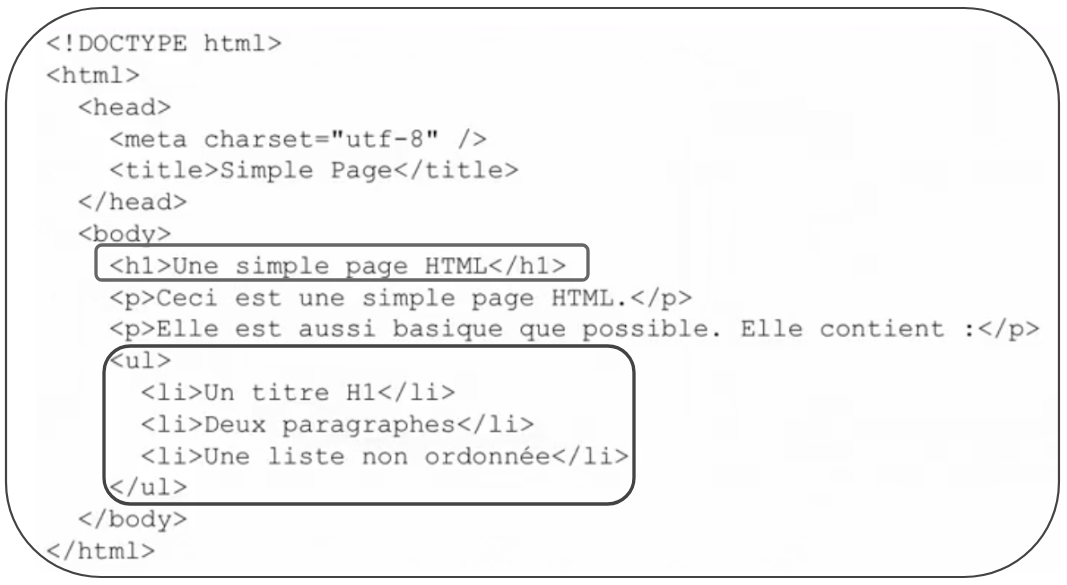 <!DOCTYPE html>
<html>
<head>
<meta charset="utf-8" />
<title>Simple Page</title>
</head>
<body>
<h1>Une simple page HTML</h1>
<p>Ceci est une simple page HTML.</p>
<p>Elle est aussi basique que possible. Elle contient :</p>
<ul>
<li>Un titre H1</li>
<li>Deux paragraphes</li>
<li>Une liste non ordonnée</li>
</ul>
</body>
</html>